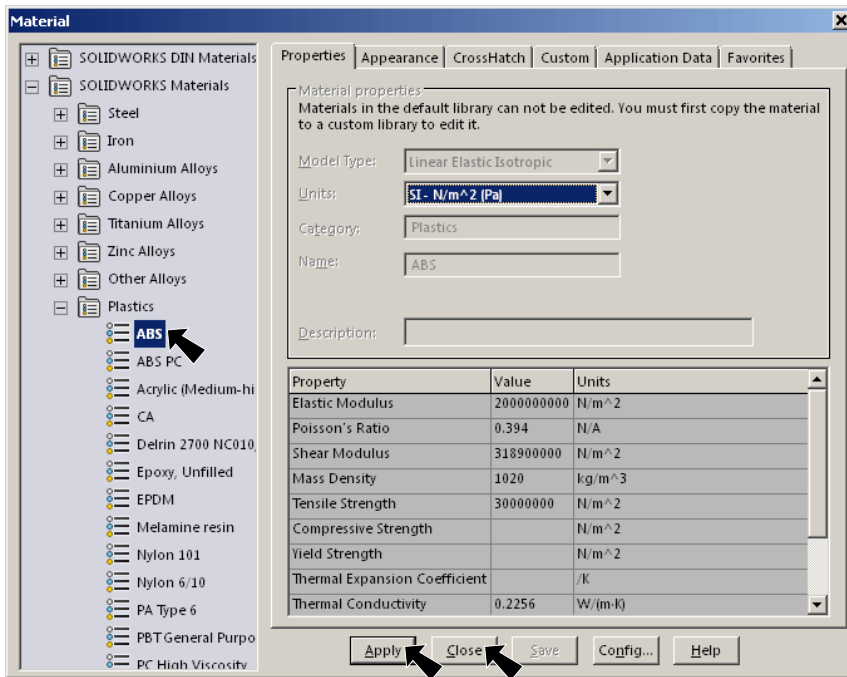 Material
SOLIDWORKS DIN Materials
SOLIDWORKS Materials
Steel
Iron
Aluminium Alloys
Copper Alloys
Titanium Alloys
Zinc Alloys
Other Alloys
Plastics
ABS
ABS PC
Acrylic (Medium-hi
CA
Delrin 2700 NC010,
Epoxy, Unfilled
EPDM
Melamine resin
Nylon 101
Nylon 6/10
PA Type 6
PBT General Purpo
PC High Viscosity
Properties Appearance CrossHatch Custom Application Data Favorites
Material properties
Materials in the default library can not be edited. You must first copy the material
to a custom library to edit it.
Model Type: Linear Elastic Isotropic
Units: SI - N/m^2 (Pa)
Category: Plastics
Name: ABS
Description:
Property Value Units
Elastic Modulus 2000000000 N/m^2
Poisson's Ratio 0.394 N/A
Shear Modulus 318900000 N/m^2
Mass Density 1020 kg/m^3
Tensile Strength 30000000 N/m^2
Compressive Strength N/m^2
Yield Strength N/m^2
Thermal Expansion Coefficient /K
Thermal Conductivity 0.2256 W/(m·K)
Apply Close Save Config... Help